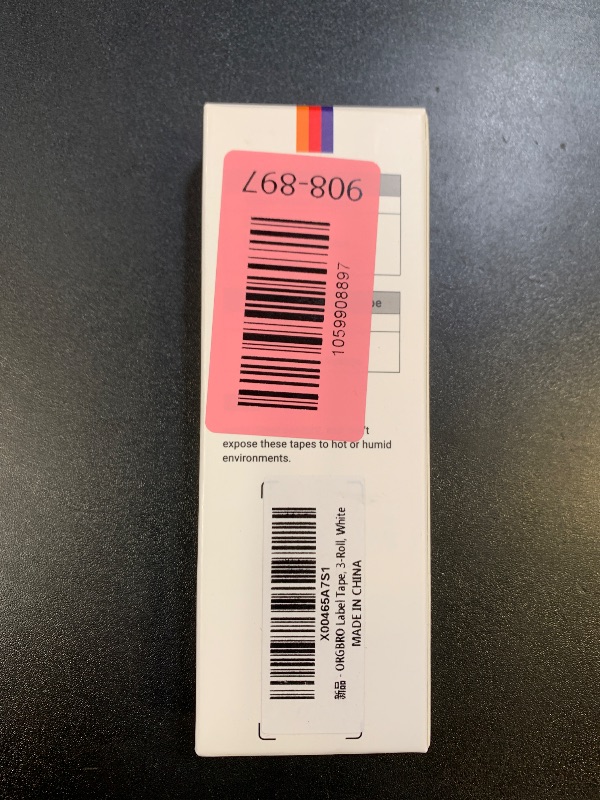 908-897
1059908897
expose these tapes to hot or humid
environments.
X00465A7S1
新品 - ORGBRO Label Tape, 3-Roll, White
MADE IN CHINA